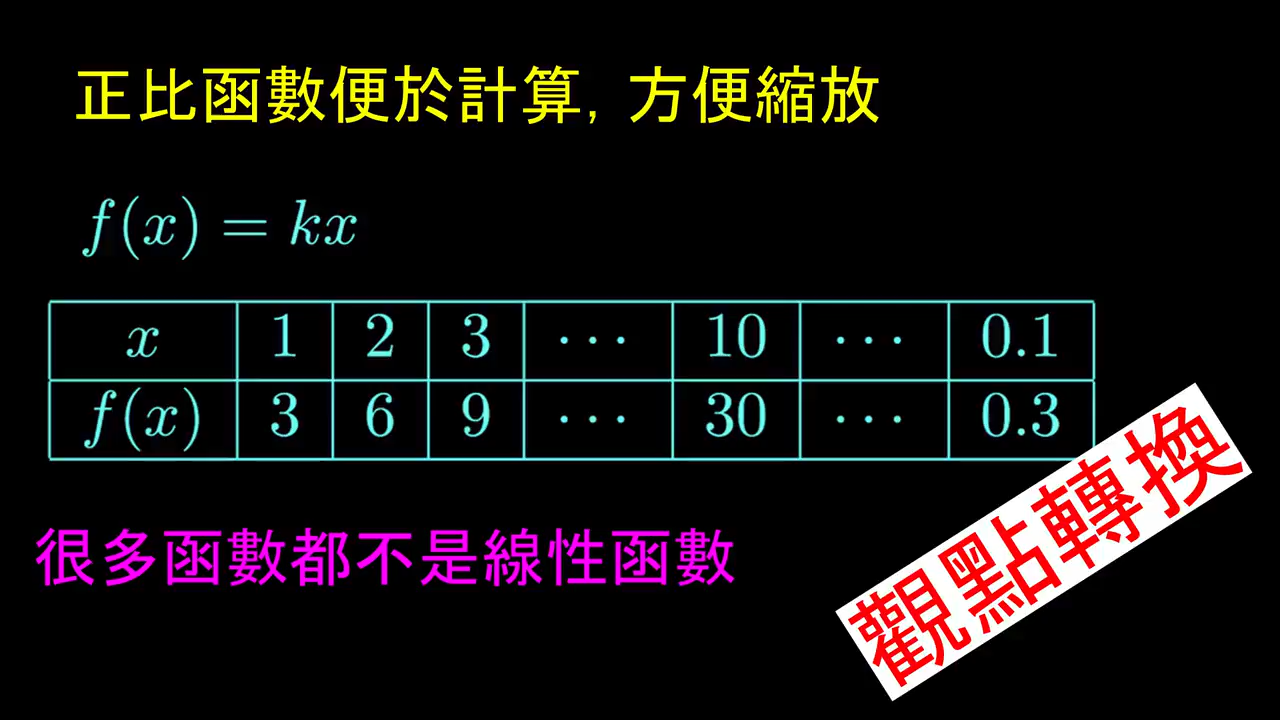 正比函數便於計算, 方便縮放
f(x) = kx
x 1 2 3 ⋯ 10 ⋯ 0.1
f(x) 3 6 9 ⋯ 30 ⋯ 0.3
很多函數都不是線性函數
觀點轉換